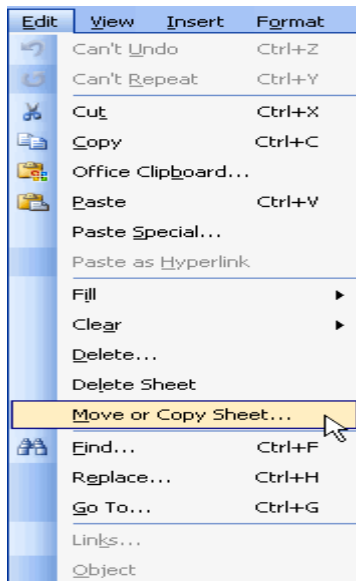 Edit View Insert Format
Can't Undo Ctrl+Z
Can't Repeat Ctrl+Y
Cut Ctrl+X
Copy Ctrl+C
Office Clipboard...
Paste Ctrl+V
Paste Special...
Paste as Hyperlink
Fill
Clear
Delete...
Delete Sheet
Move or Copy Sheet...
Find... Ctrl+F
Replace... Ctrl+H
Go To... Ctrl+G
Links...
Object